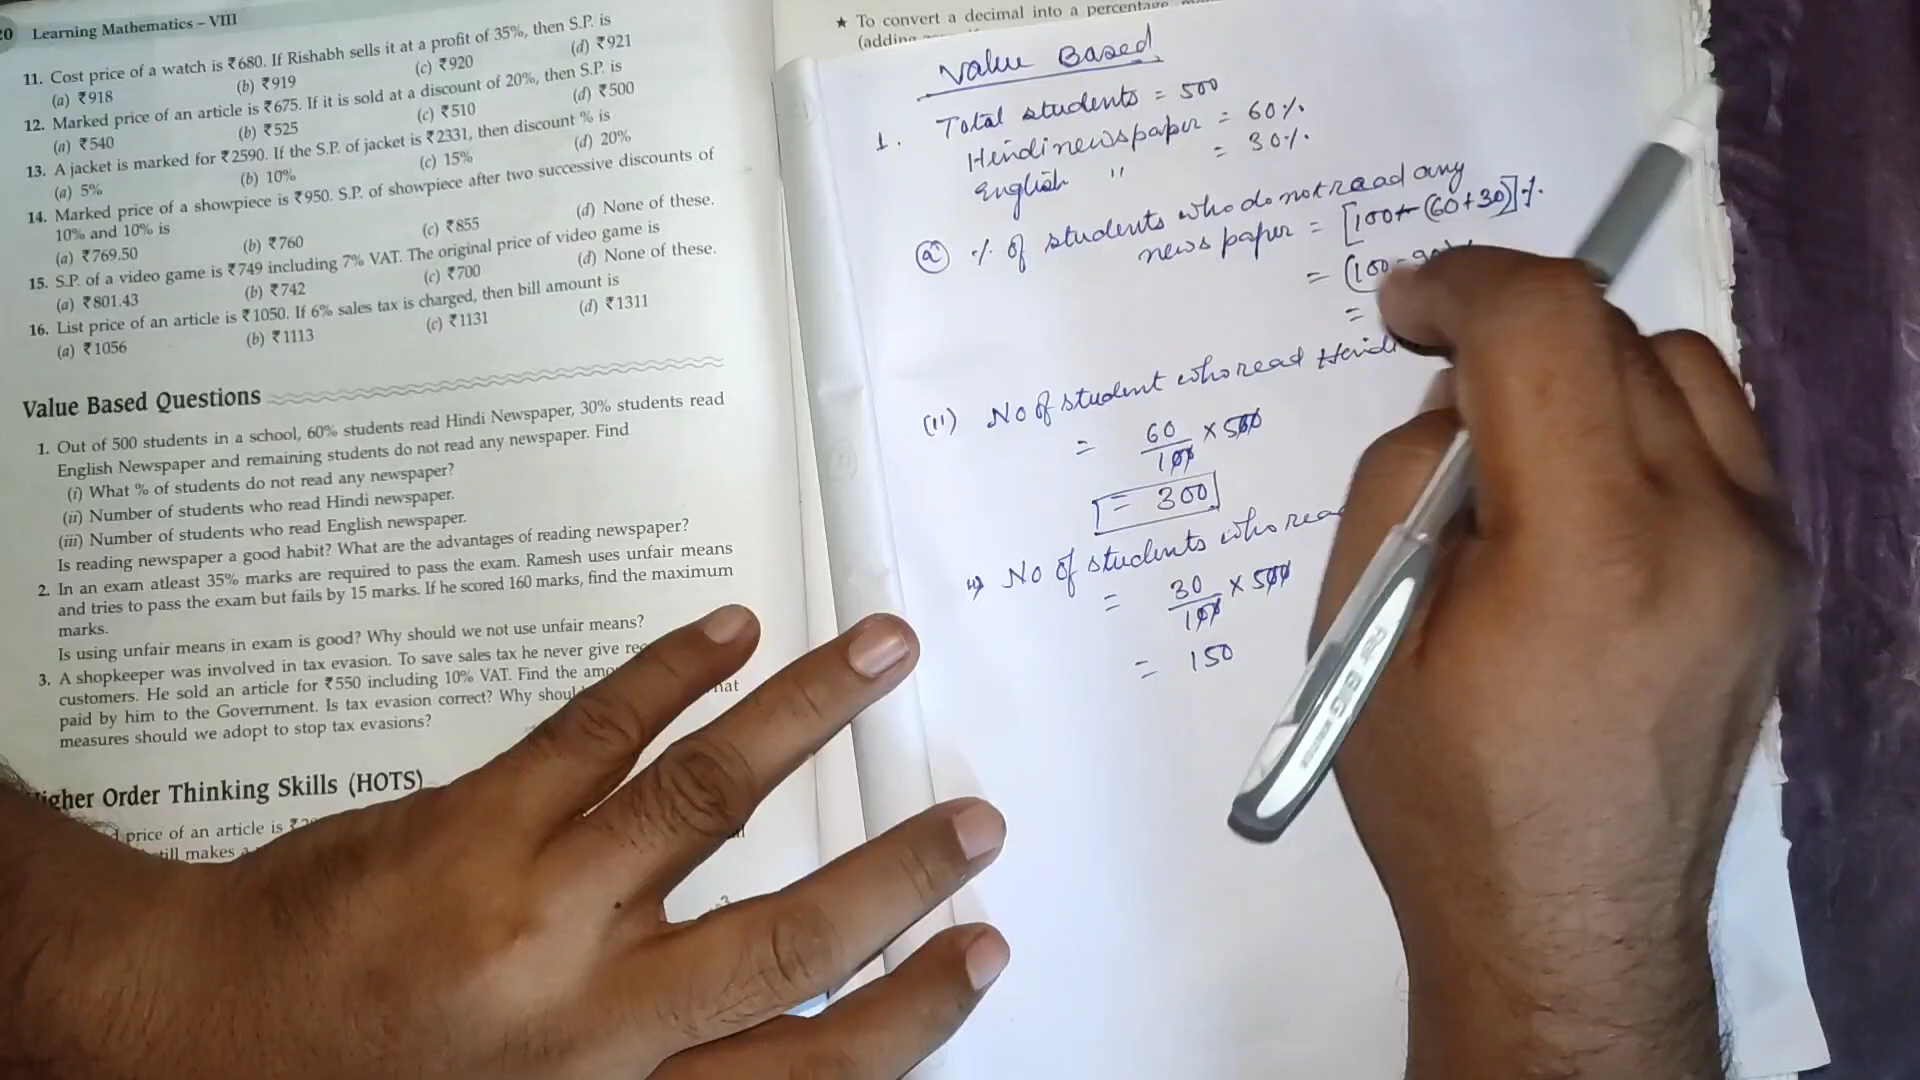 20 Learning Mathematics – VIII
11. Cost price of a watch is ₹680. If Rishabh sells it at a profit of 35%, then S.P. is
(a) ₹918 (b) ₹919 (c) ₹920 (d) ₹921
12. Marked price of an article is ₹675. If it is sold at a discount of 20%, then S.P. is
(a) ₹540 (b) ₹525 (c) ₹510 (d) ₹500
13. A jacket is marked for ₹2590. If the S.P. of jacket is ₹2331, then discount % is
(a) 5% (b) 10% (c) 15% (d) 20%
14. Marked price of a showpiece is ₹950. S.P. of showpiece after two successive discounts of
10% and 10% is
(a) ₹769.50 (b) ₹760 (c) ₹855 (d) None of these.
15. S.P. of a video game is ₹749 including 7% VAT. The original price of video game is
(a) ₹801.43 (b) ₹742 (c) ₹700 (d) None of these.
16. List price of an article is ₹1050. If 6% sales tax is charged, then bill amount is
(a) ₹1056 (b) ₹1113 (c) ₹1131 (d) ₹1311
Value Based Questions
1. Out of 500 students in a school, 60% students read Hindi Newspaper, 30% students read
English Newspaper and remaining students do not read any newspaper. Find
(i) What % of students do not read any newspaper?
(ii) Number of students who read Hindi newspaper.
(iii) Number of students who read English newspaper.
Is reading newspaper a good habit? What are the advantages of reading newspaper?
2. In an exam atleast 35% marks are required to pass the exam. Ramesh uses unfair means
and tries to pass the exam but fails by 15 marks. If he scored 160 marks, find the maximum
marks.
Is using unfair means in exam is good? Why should we not use unfair means?
3. A shopkeeper was involved in tax evasion. To save sales tax he never give
customers. He sold an article for ₹550 including 10% VAT. Find the
paid by him to the Government. Is tax evasion correct? Why
measures should we adopt to stop tax evasions?
Higher Order Thinking Skills (HOTS)
price of an article is
still makes
★ To convert a decimal into a percentage
(adding
Value Based
1. Total students = 500
Hindi newspaper = 60%
English " = 30%
(a) % of students who do not read any
newspaper = [100 - (60+30)]%
= (100 - 90)
=
(ii) No of student who read Hindi
= 60/100 × 500
= 300
No of students who read
= 30/100 × 500
= 150